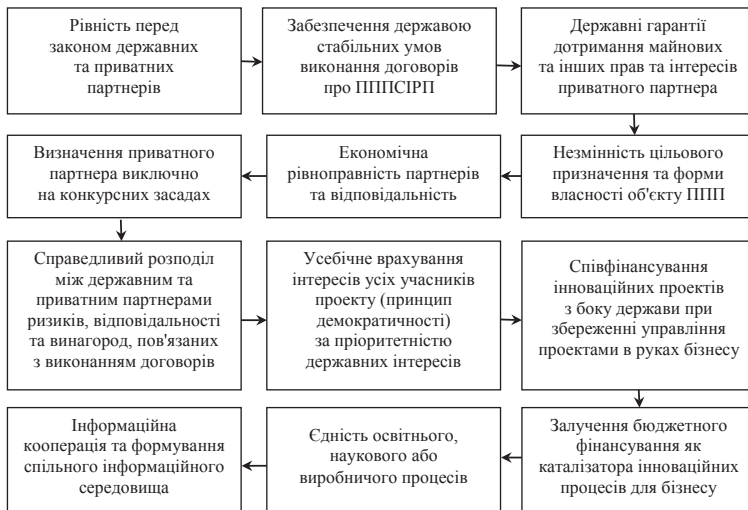 Рівність перед
законом державних
та приватних
партнерів
Забезпечення державою
стабільних умов
виконання договорів
про ПППСІРП
Державні гарантії
дотримання майнових
та інших прав та інтересів
приватного партнера
Незмінність цільового
призначення та форми
власності об'єкту ППП
Економічна
рівноправність партнерів
та відповідальність
Визначення приватного
партнера виключно
на конкурсних засадах
Справедливий розподіл
між державним та
приватним партнерами
ризиків, відповідальності
та винагород, пов'язаних
з виконанням договорів
Усебічне врахування
інтересів усіх учасників
проекту (принцип
демократичності)
за пріоритетністю
державних інтересів
Співфінансування
інноваційних проектів
з боку держави при
збереженні управління
проектами в руках бізнесу
Залучення бюджетного
фінансування як
каталізатора інноваційних
процесів для бізнесу
Єдність освітнього,
наукового або
виробничого процесів
Інформаційна
кооперація та формування
спільного інформаційного
середовища